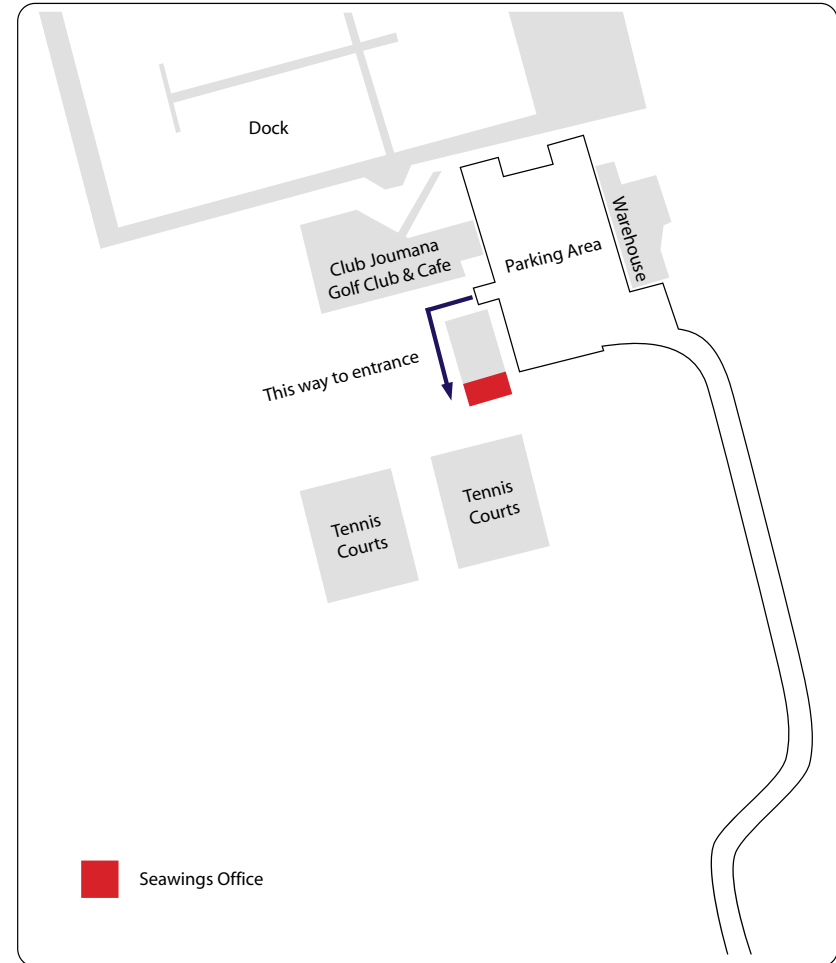 Dock
Warehouse
Parking Area
Club Joumana
Golf Club & Cafe
This way to entrance
Tennis
Courts
Tennis
Courts
Seawings Office